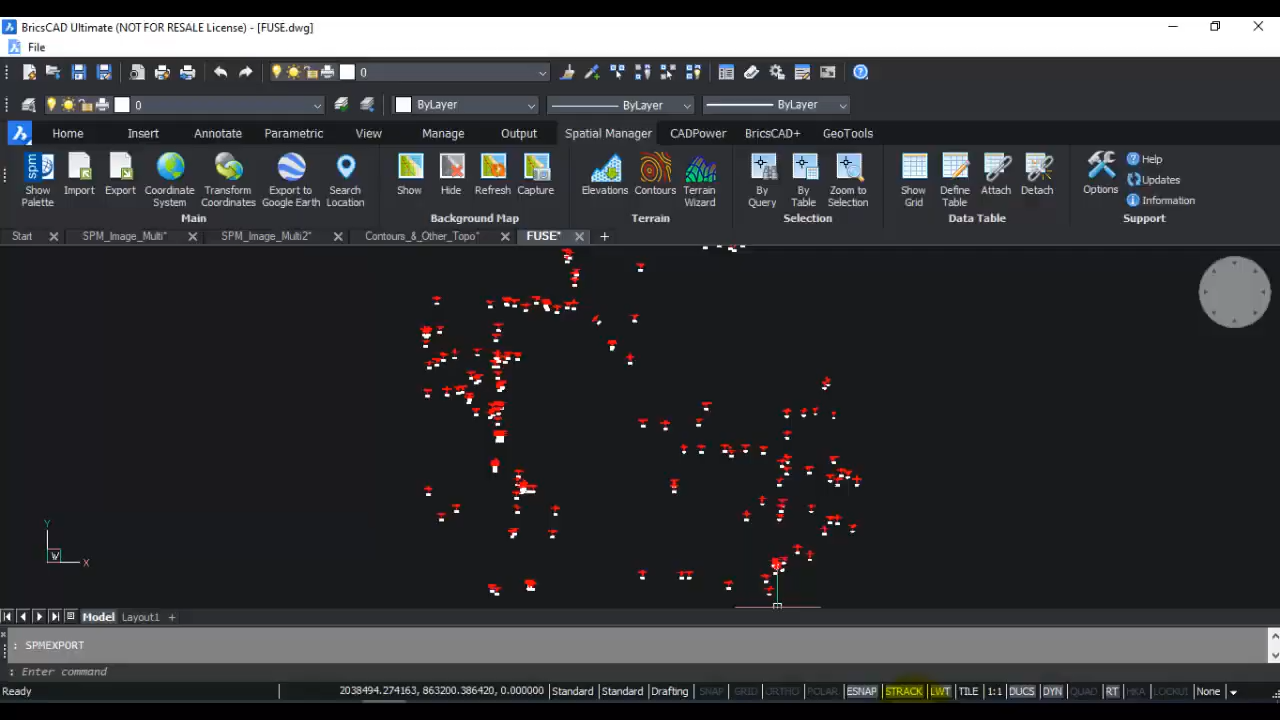 BricsCAD Ultimate (NOT FOR RESALE License) - [FUSE.dwg]
File
0
0 ByLayer ByLayer ByLayer
Home Insert Annotate Parametric View Manage Output Spatial Manager CADPower BricsCAD+ GeoTools
spm
Show Palette
Import
Export
Coordinate System
Transform Coordinates
Export to Google Earth
Search Location
Show
Hide
Refresh
Capture
Elevations
Contours
Terrain Wizard
By Query
By Table
Zoom to Selection
Show Grid
Define Table
Attach
Detach
Options
Help
Updates
Information
Main Background Map Terrain Selection Data Table Support
Start SPM_Image_Multi* SPM_Image_Multi2* Contours_&_Other_Topo* FUSE*
Y
W
X
Model Layout1
: SPMEXPORT
: Enter command
Ready 2038494.274163, 863200.386420, 0.000000 Standard Standard Drafting SNAP GRID ORTHO POLAR ESNAP STRACK LWT TILE 1:1 DUCS DYN QUAD RT HKA LOCKUI None